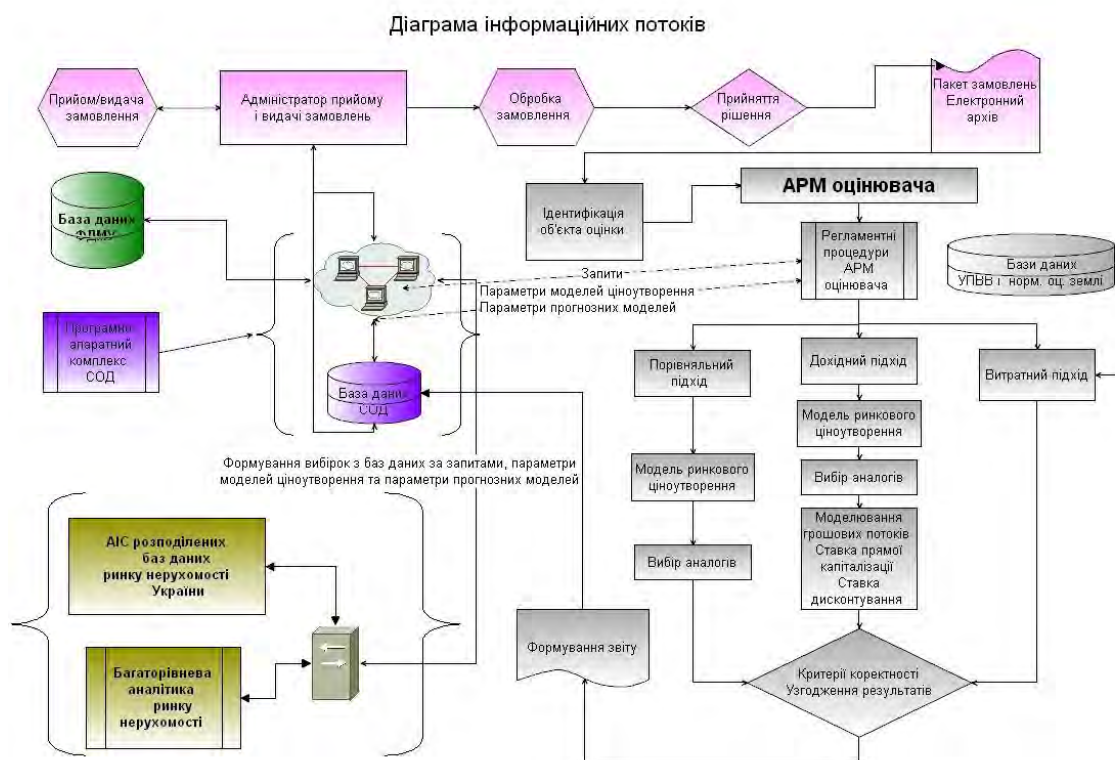 Діаграма інформаційних потоків
Прийом/видача
замовлення
Адміністратор прийому
і видачі замовлень
Обробка
замовлення
Прийняття
рішення
Пакет замовлень
Електронний
архів
База даних
ФДМУ
Ідентифікація
об'єкта оцінки
АРМ оцінювача
Регламентні
процедури
АРМ
оцінювача
Бази даних
УПВВ і норм. оц. землі
Запити
Параметри моделей ціноутворення
Параметри прогнозних моделей
Програмно-
апаратний
комплекс
СОД
База даних
СОД
Порівняльний
підхід
Дохідний підхід
Витратний підхід
Модель ринкового
ціноутворення
Вибір аналогів
Моделювання
грошових потоків
Ставка прямої
капіталізації
Ставка
дисконтування
Модель ринкового
ціноутворення
Вибір аналогів
Формування вибірок з баз даних за запитами, параметри
моделей ціноутворення та параметри прогнозних моделей
АІС розподілених
баз даних
ринку нерухомості
України
Багаторівнева
аналітика
ринку
нерухомості
Формування звіту
Критерії коректності
Узгодження результатів